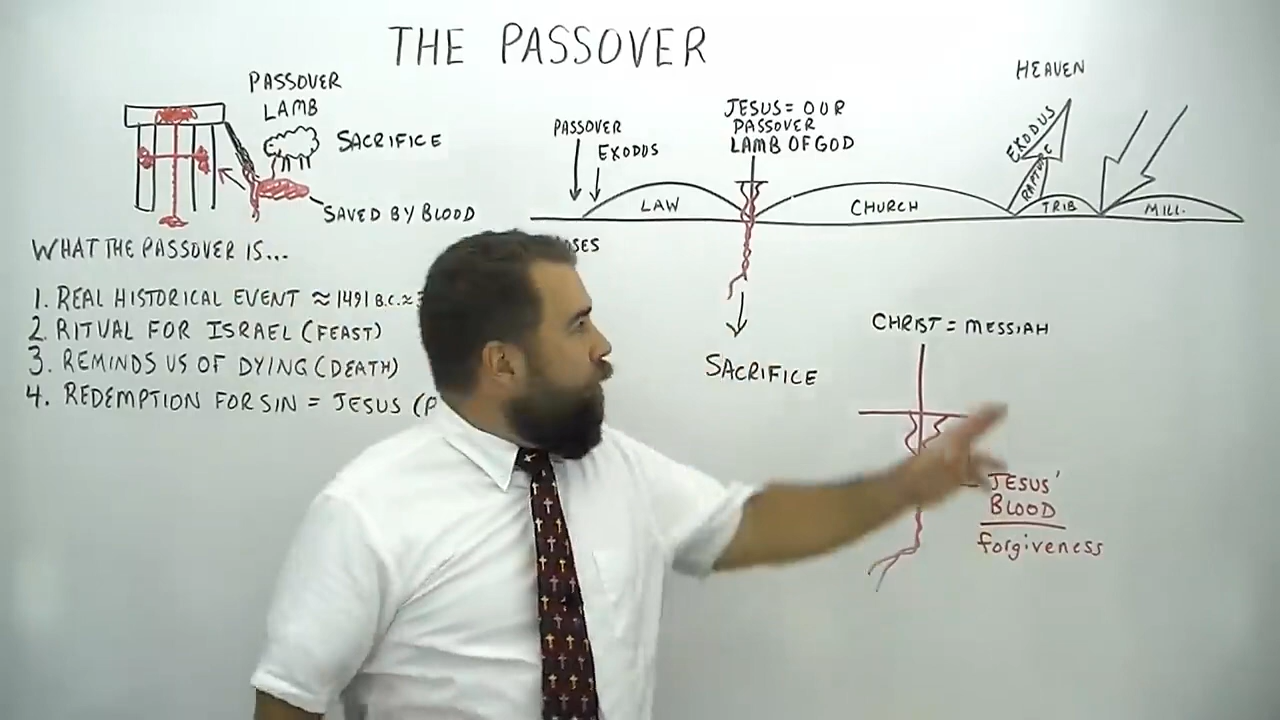 THE PASSOVER
PASSOVER
LAMB
SACRIFICE
SAVED BY BLOOD
WHAT THE PASSOVER IS...
1. REAL HISTORICAL EVENT ≈ 1491 B.C. ≈
2. RITUAL FOR ISRAEL (FEAST)
3. REMINDS US OF DYING (DEATH)
4. REDEMPTION FOR SIN = JESUS (
PASSOVER
EXODUS
LAW
JESUS = OUR
PASSOVER
LAMB OF GOD
SACRIFICE
CHURCH
HEAVEN
EXODUS
RAPTURE
TRIB
MILL.
CHRIST = MESSIAH
JESUS'
BLOOD
forgiveness